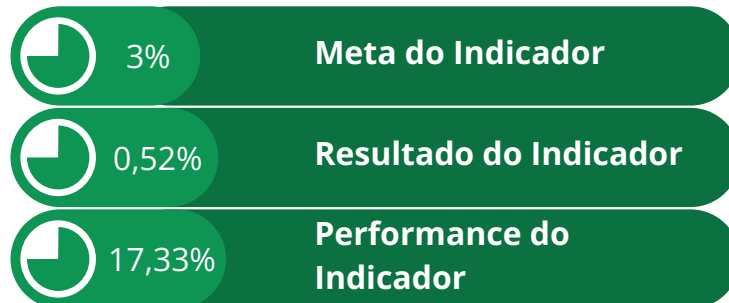 3% Meta do Indicador
0,52% Resultado do Indicador
17,33% Performance do
Indicador